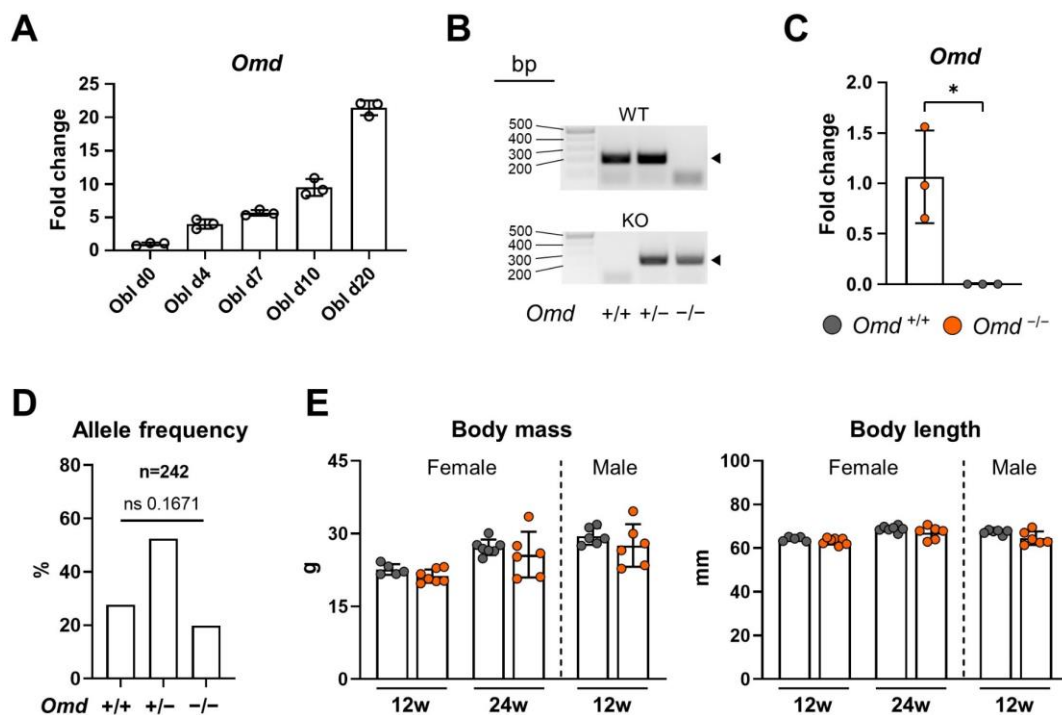 A
Omd
Fold change
25
20
15
10
5
0
Obl d0
Obl d4
Obl d7
Obl d10
Obl d20
B
bp
WT
500
400
300
200
KO
500
400
300
200
Omd +/+ +/− −/−
C
Omd
*
Fold change
2.0
1.5
1.0
0.5
0.0
Omd +/+ Omd −/−
D
Allele frequency
n=242
ns 0.1671
%
80
60
40
20
0
Omd +/+ +/− −/−
E
Body mass
Female Male
g
45
30
15
0
12w 24w 12w
Body length
Female Male
mm
100
80
60
40
20
0
12w 24w 12w